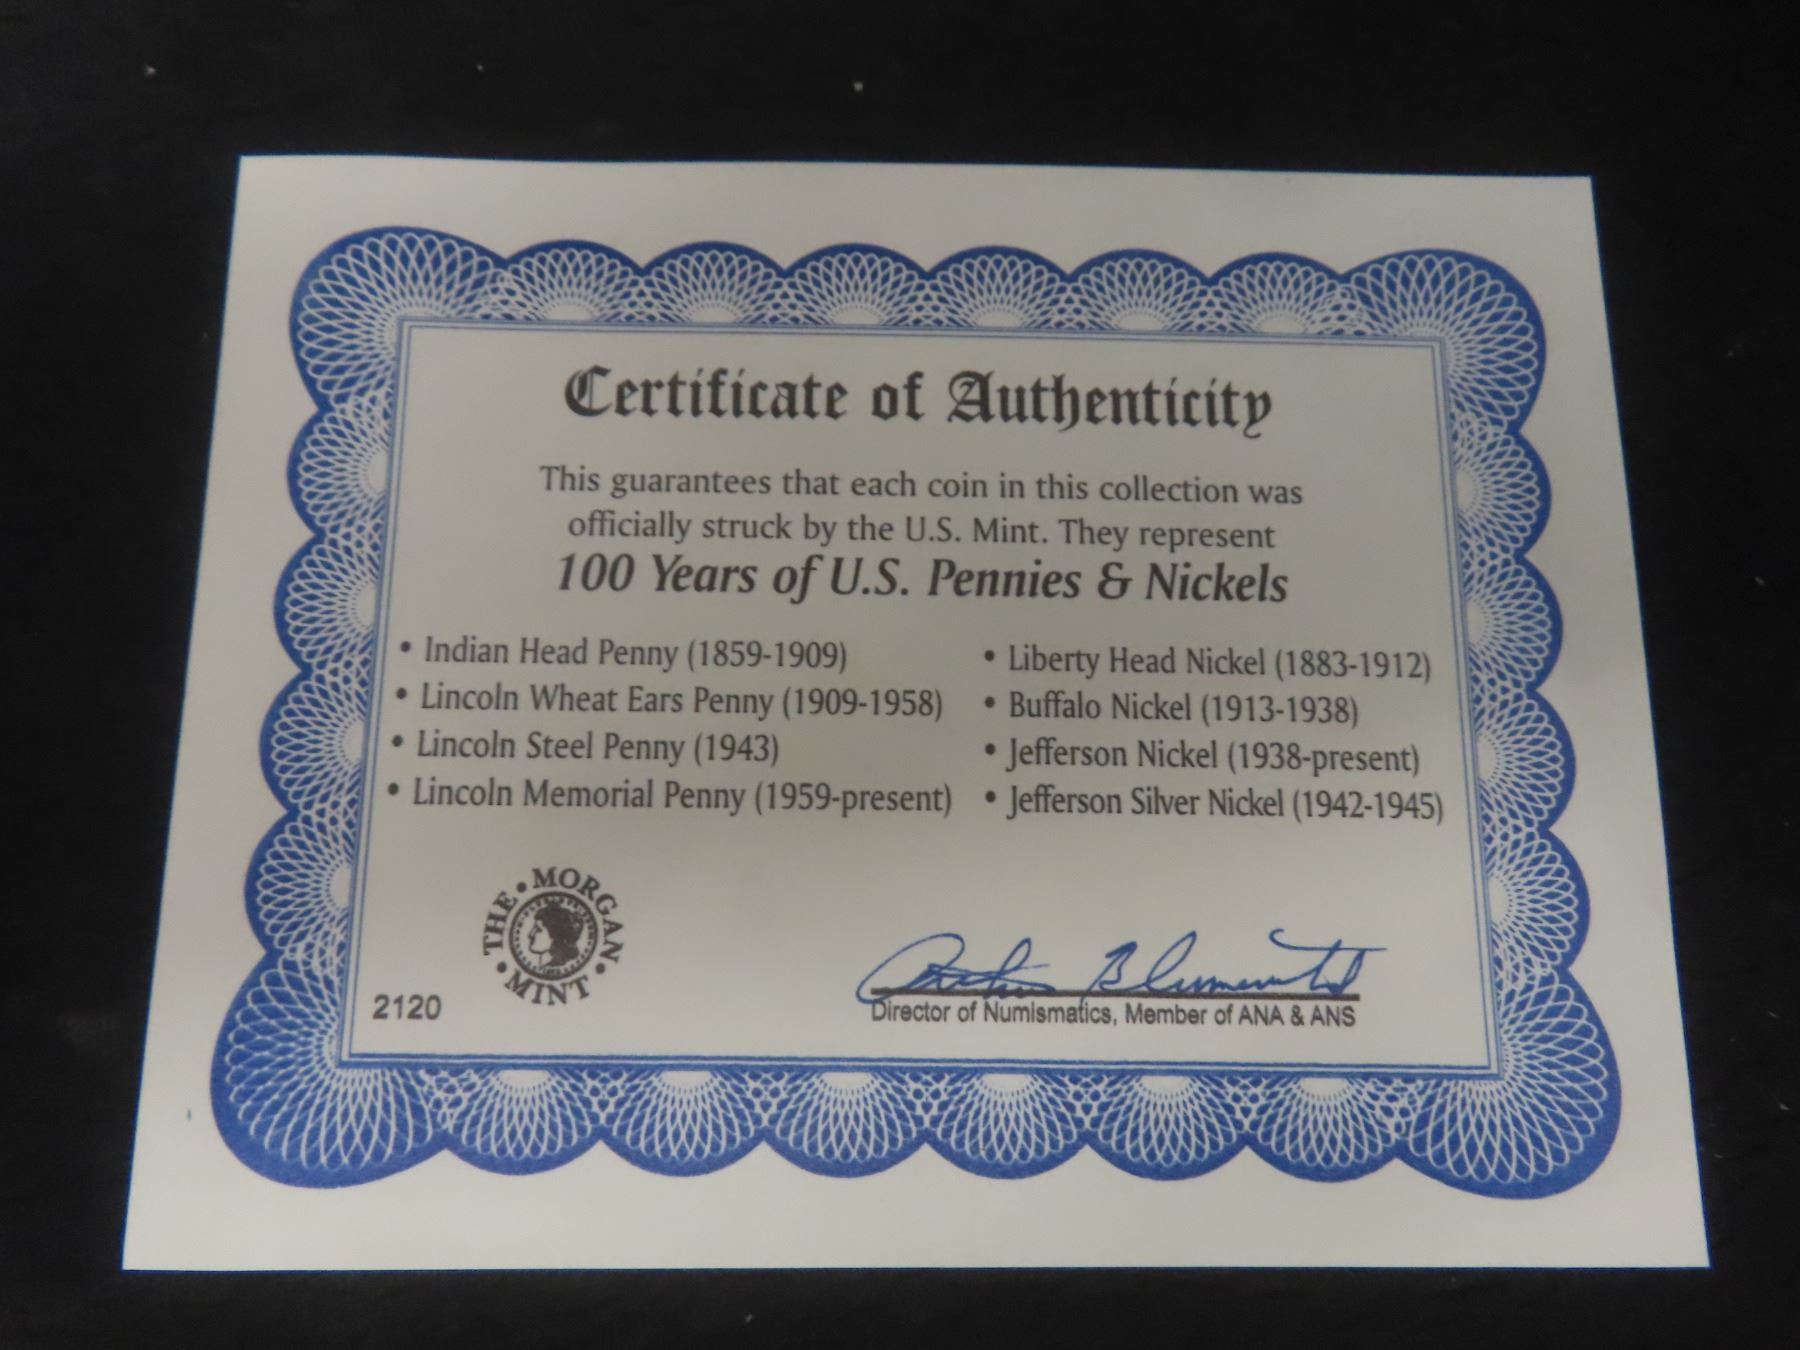 Certificate of Authenticity
This guarantees that each coin in this collection was
officially struck by the U.S. Mint. They represent
100 Years of U.S. Pennies & Nickels
• Indian Head Penny (1859-1909)
• Lincoln Wheat Ears Penny (1909-1958)
• Lincoln Steel Penny (1943)
• Lincoln Memorial Penny (1959-present)
• Liberty Head Nickel (1883-1912)
• Buffalo Nickel (1913-1938)
• Jefferson Nickel (1938-present)
• Jefferson Silver Nickel (1942-1945)
THE • MORGAN • MINT •
2120
Director of Numismatics, Member of ANA & ANS